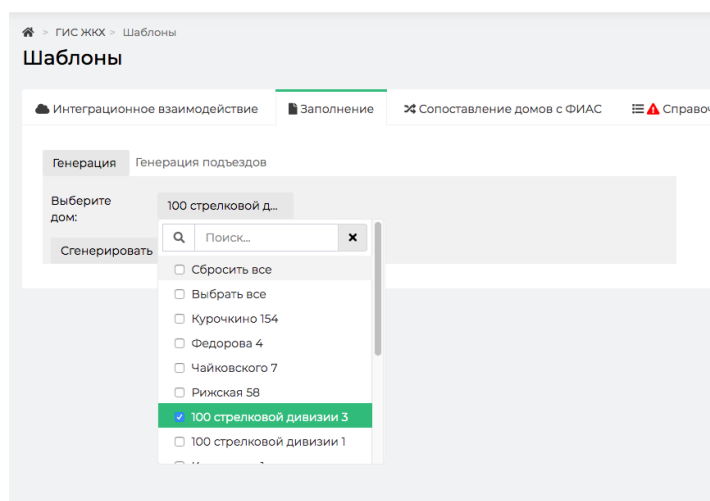 > ГИС ЖКХ > Шаблоны
Шаблоны
Интеграционное взаимодействие Заполнение Сопоставление домов с ФИАС Справоч
Генерация Генерация подъездов
Выберите дом: 100 стрелковой д...
Сгенерировать
Поиск...
Сбросить все
Выбрать все
Курочкино 154
Федорова 4
Чайковского 7
Рижская 58
100 стрелковой дивизии 3
100 стрелковой дивизии 1